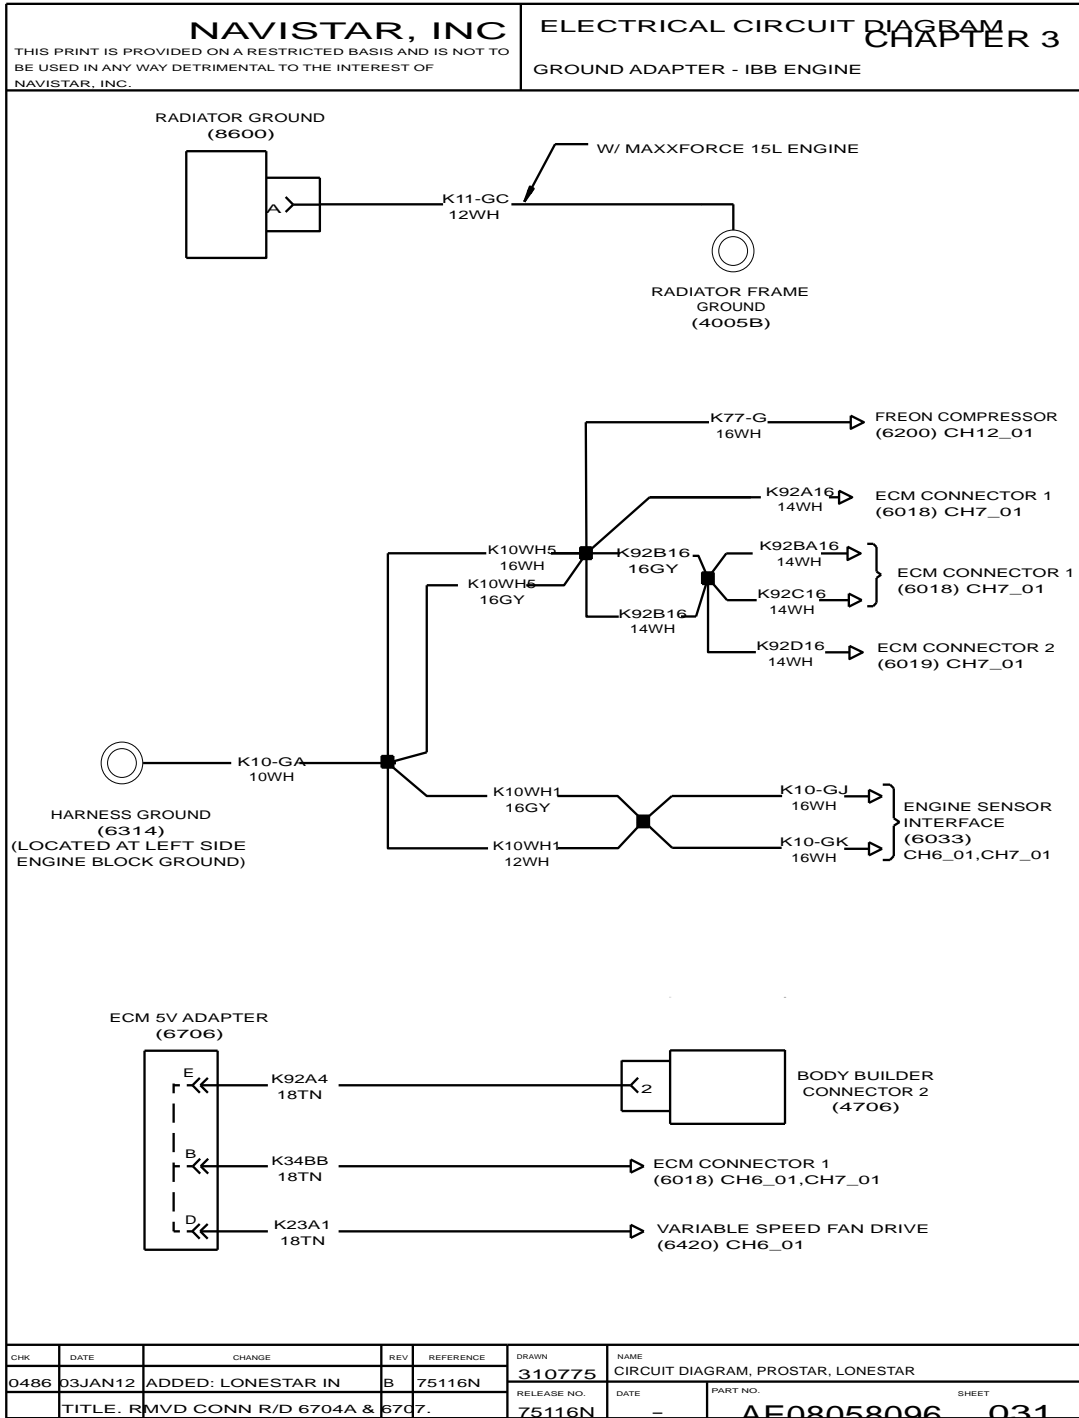 NAVISTAR, INC
THIS PRINT IS PROVIDED ON A RESTRICTED BASIS AND IS NOT TO
BE USED IN ANY WAY DETRIMENTAL TO THE INTEREST OF
NAVISTAR, INC.
ELECTRICAL CIRCUIT DIAGRAM
CHAPTER 3
GROUND ADAPTER - IBB ENGINE
RADIATOR GROUND
(8600)
A
K11-GC
12WH
W/ MAXXFORCE 15L ENGINE
RADIATOR FRAME
GROUND
(4005B)
K77-G
16WH
FREON COMPRESSOR
(6200) CH12_01
K92A16
14WH
ECM CONNECTOR 1
(6018) CH7_01
K10WH5
16WH
K10WH5
16GY
K92B16
16GY
K92B16
14WH
K92BA16
14WH
K92C16
14WH
ECM CONNECTOR 1
(6018) CH7_01
K92D16
14WH
ECM CONNECTOR 2
(6019) CH7_01
K10-GA
10WH
HARNESS GROUND
(6314)
(LOCATED AT LEFT SIDE
ENGINE BLOCK GROUND)
K10WH1
16GY
K10WH1
12WH
K10-GJ
16WH
K10-GK
16WH
ENGINE SENSOR
INTERFACE
(6033)
CH6_01,CH7_01
ECM 5V ADAPTER
(6706)
E
K92A4
18TN
2
BODY BUILDER
CONNECTOR 2
(4706)
B
K34BB
18TN
ECM CONNECTOR 1
(6018) CH6_01,CH7_01
D
K23A1
18TN
VARIABLE SPEED FAN DRIVE
(6420) CH6_01
CHK DATE CHANGE REV REFERENCE
0486 03JAN12 ADDED: LONESTAR IN B 75116N
TITLE. RMVD CONN R/D 6704A & 6707.
DRAWN
310775
NAME
CIRCUIT DIAGRAM, PROSTAR, LONESTAR
RELEASE NO.
75116N
DATE
–
PART NO.
AE08058096
SHEET
031